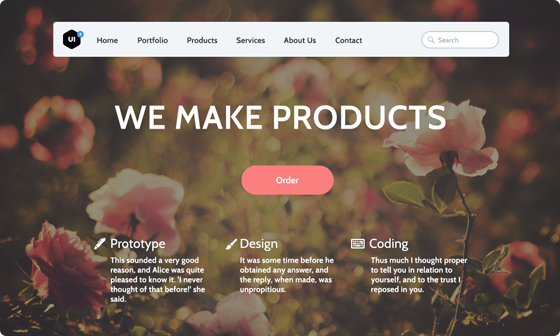 UI
Home
Portfolio
Products
Services
About Us
Contact
Search
WE MAKE PRODUCTS
Order
Prototype
This sounded a very good
reason, and Alice was quite
pleased to know it. 'I never
thought of that before!' she
said.
Design
It was some time before he
obtained any answer, and
the reply, when made, was
unpropitious.
Coding
Thus much I thought proper
to tell you in relation to
yourself, and to the trust I
reposed in you.